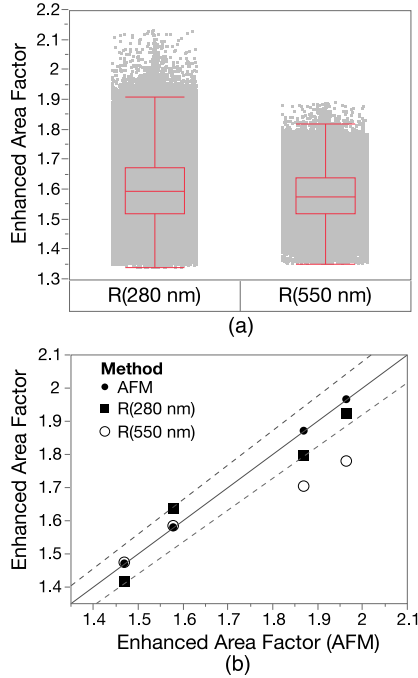 2.2
2.1
2
1.9
1.8
1.7
1.6
1.5
1.4
1.3
Enhanced Area Factor
R(280 nm) R(550 nm)
(a)
2.1
2
1.9
1.8
1.7
1.6
1.5
1.4
Enhanced Area Factor
Method
AFM
R(280 nm)
R(550 nm)
1.4 1.5 1.6 1.7 1.8 1.9 2 2.1
Enhanced Area Factor (AFM)
(b)